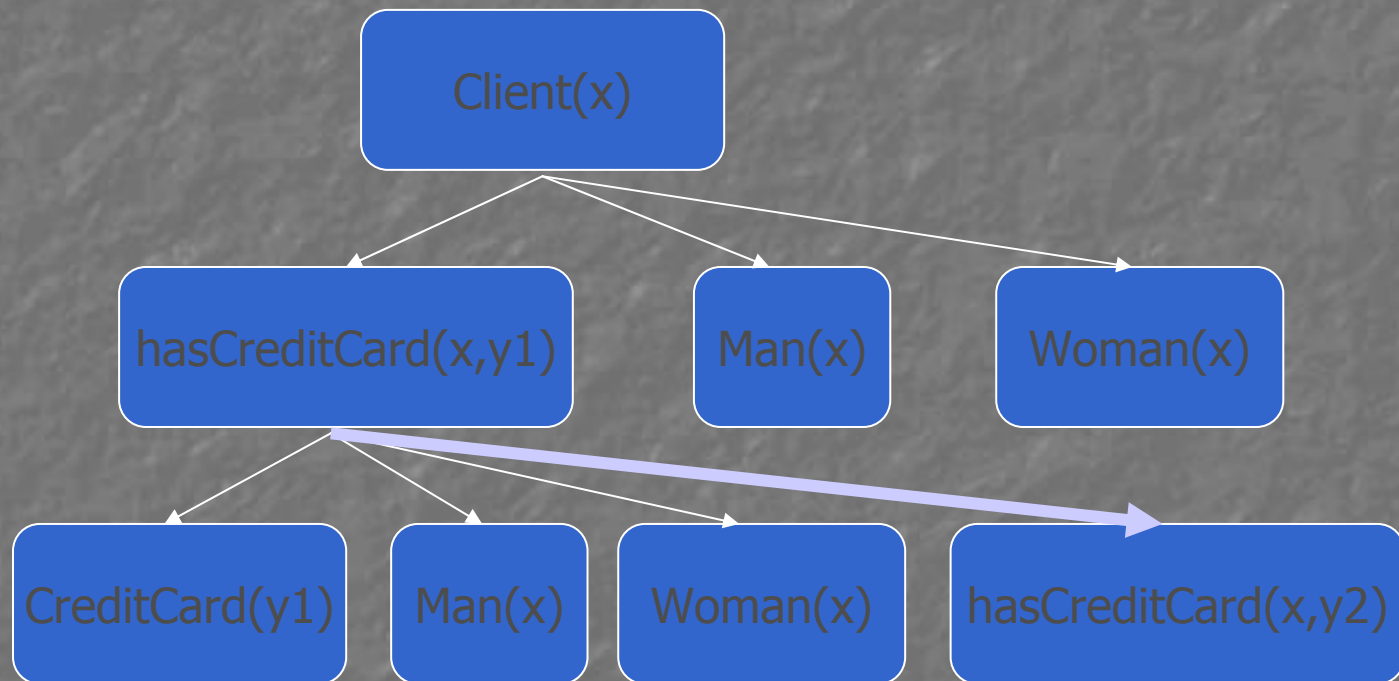 Client(x)
hasCreditCard(x,y1)
Man(x)
Woman(x)
CreditCard(y1)
Man(x)
Woman(x)
hasCreditCard(x,y2)